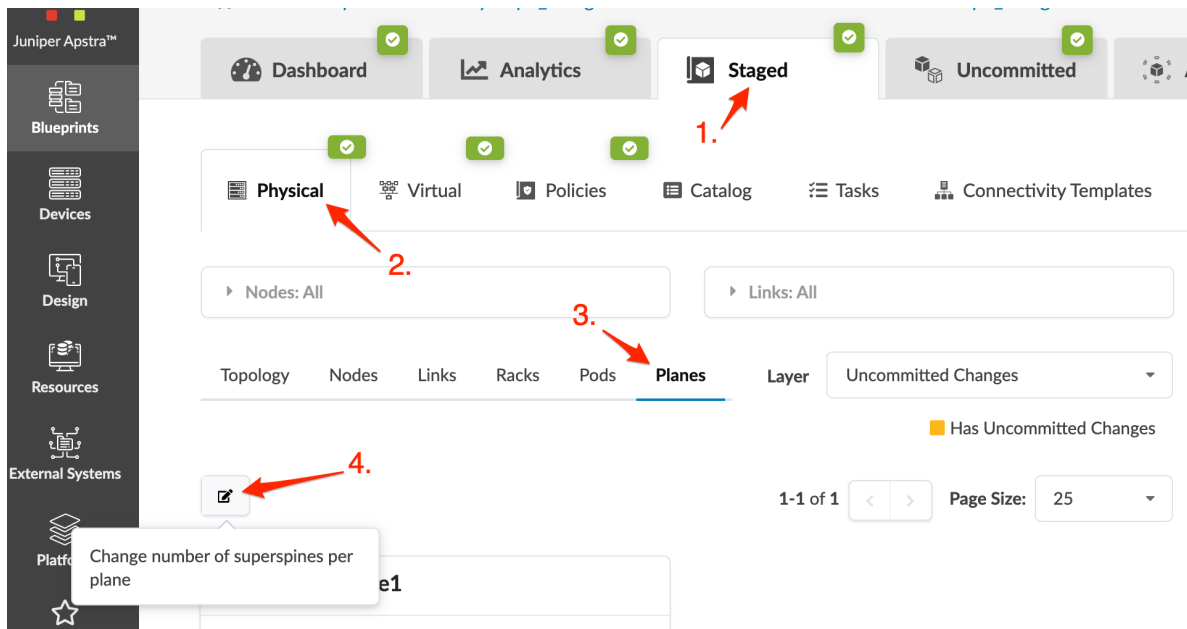 Juniper Apstra™
Blueprints
Devices
Design
Resources
External Systems
Dashboard
Analytics
Staged
Uncommitted
1.
Physical
Virtual
Policies
Catalog
Tasks
Connectivity Templates
2.
Nodes: All
Links: All
3.
Topology
Nodes
Links
Racks
Pods
Planes
Layer
Uncommitted Changes
Has Uncommitted Changes
4.
1-1 of 1
Page Size:
25
Change number of superspines per
plane
e1